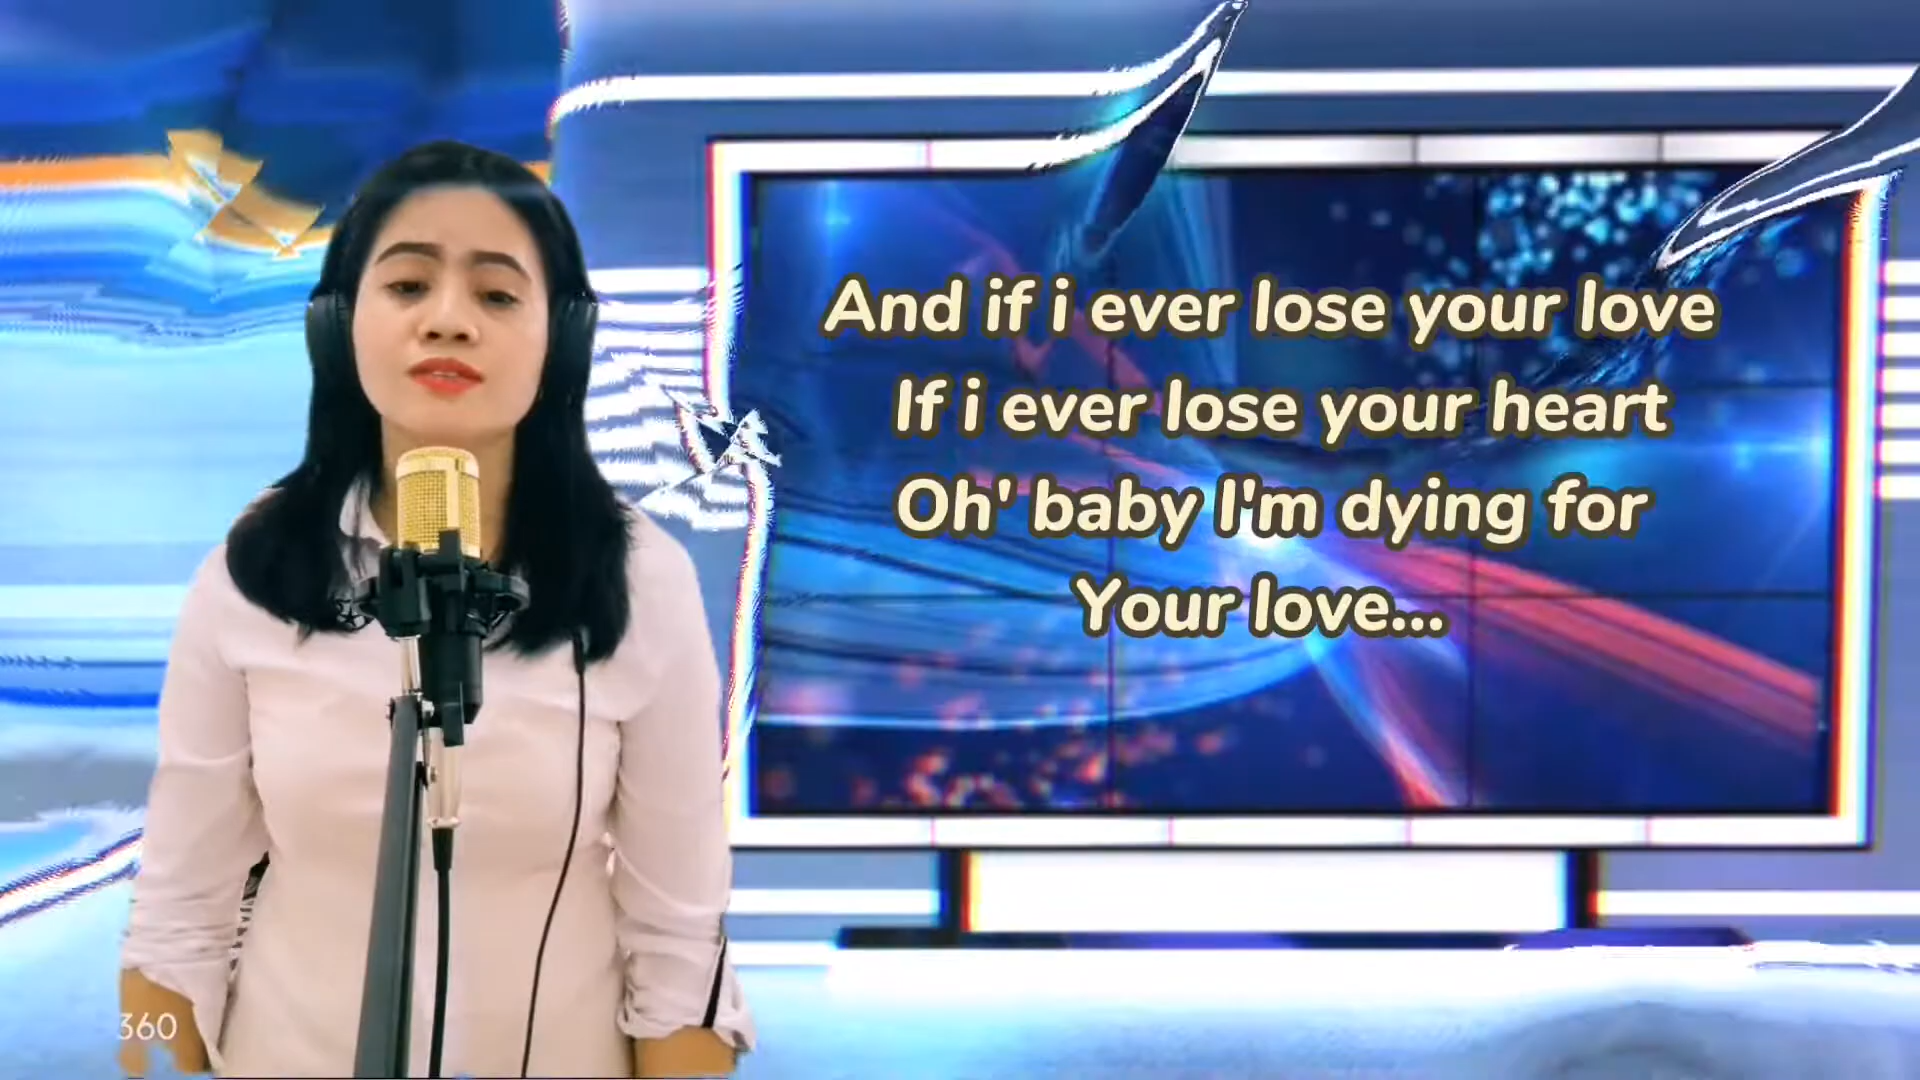 And if i ever lose your love
If i ever lose your heart
Oh' baby I'm dying for
Your love...
360